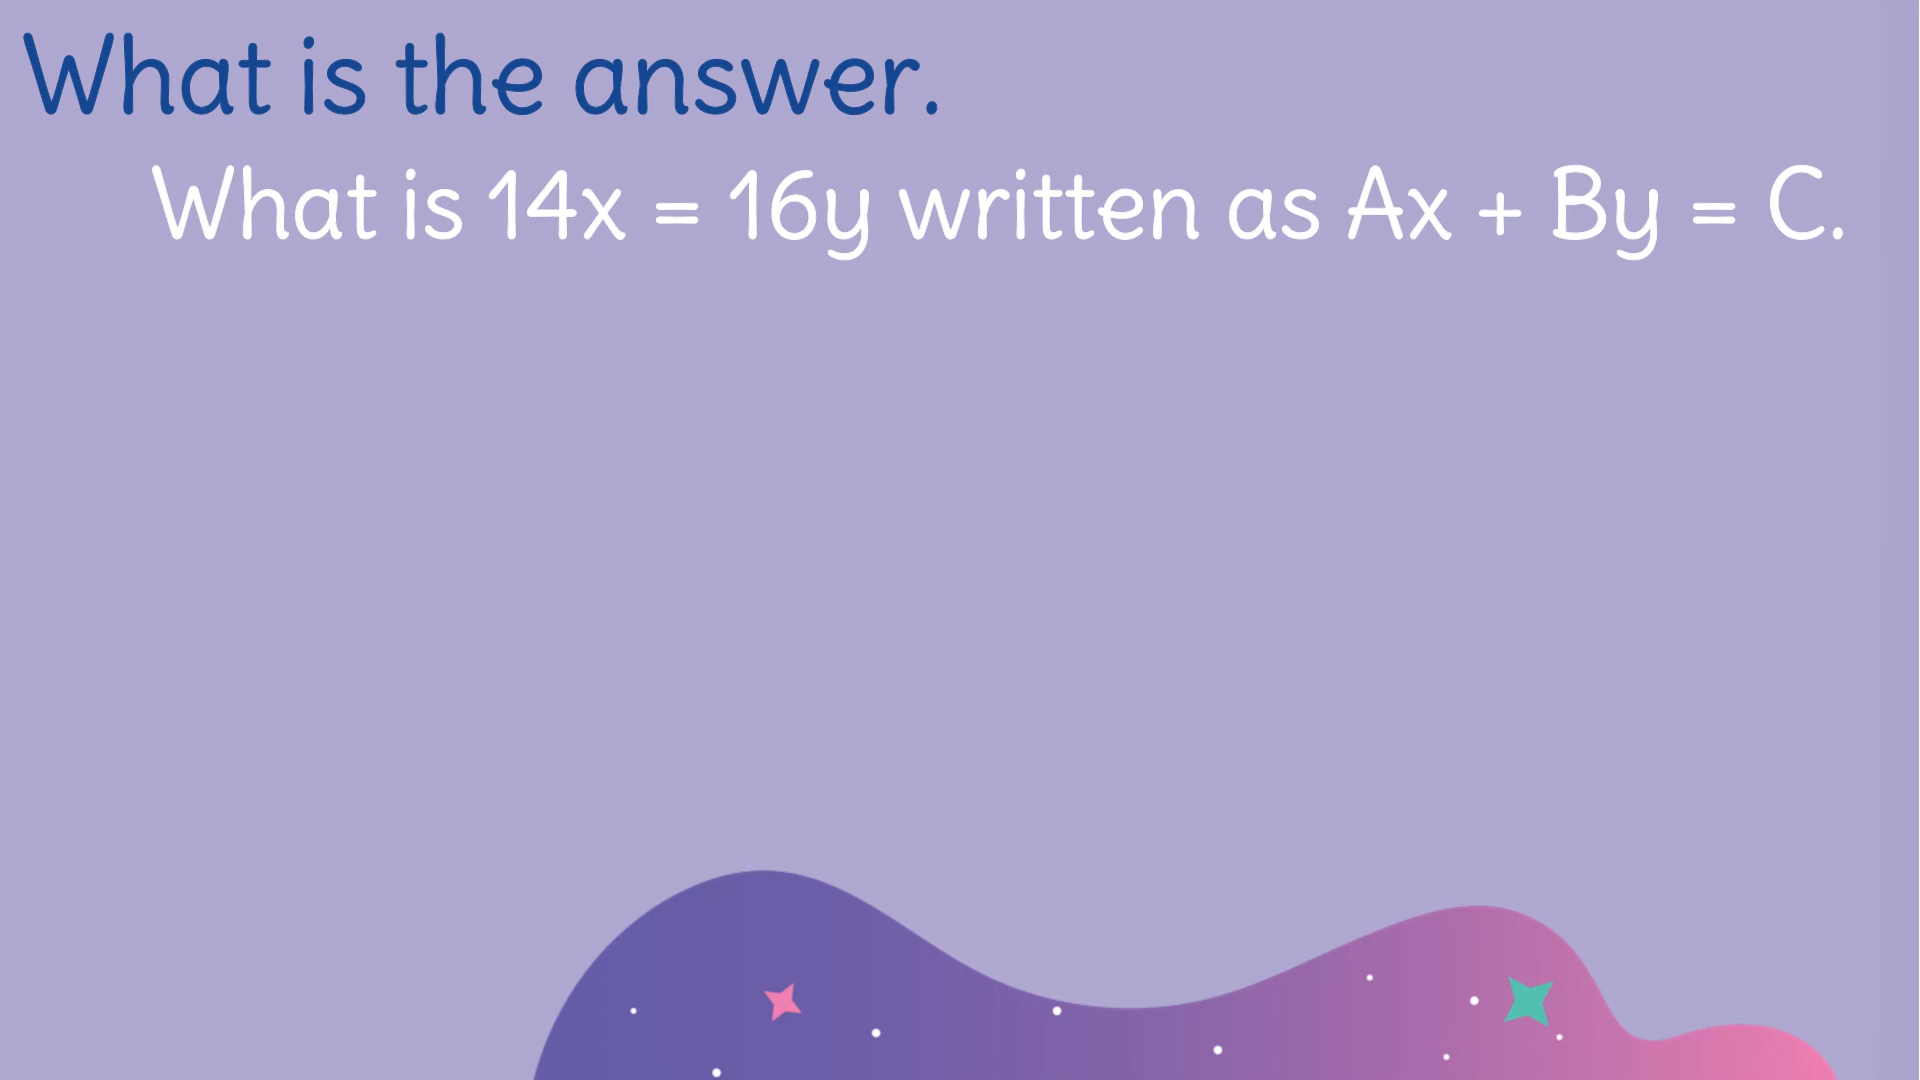 What is the answer.
What is 14x = 16y written as Ax + By = C.